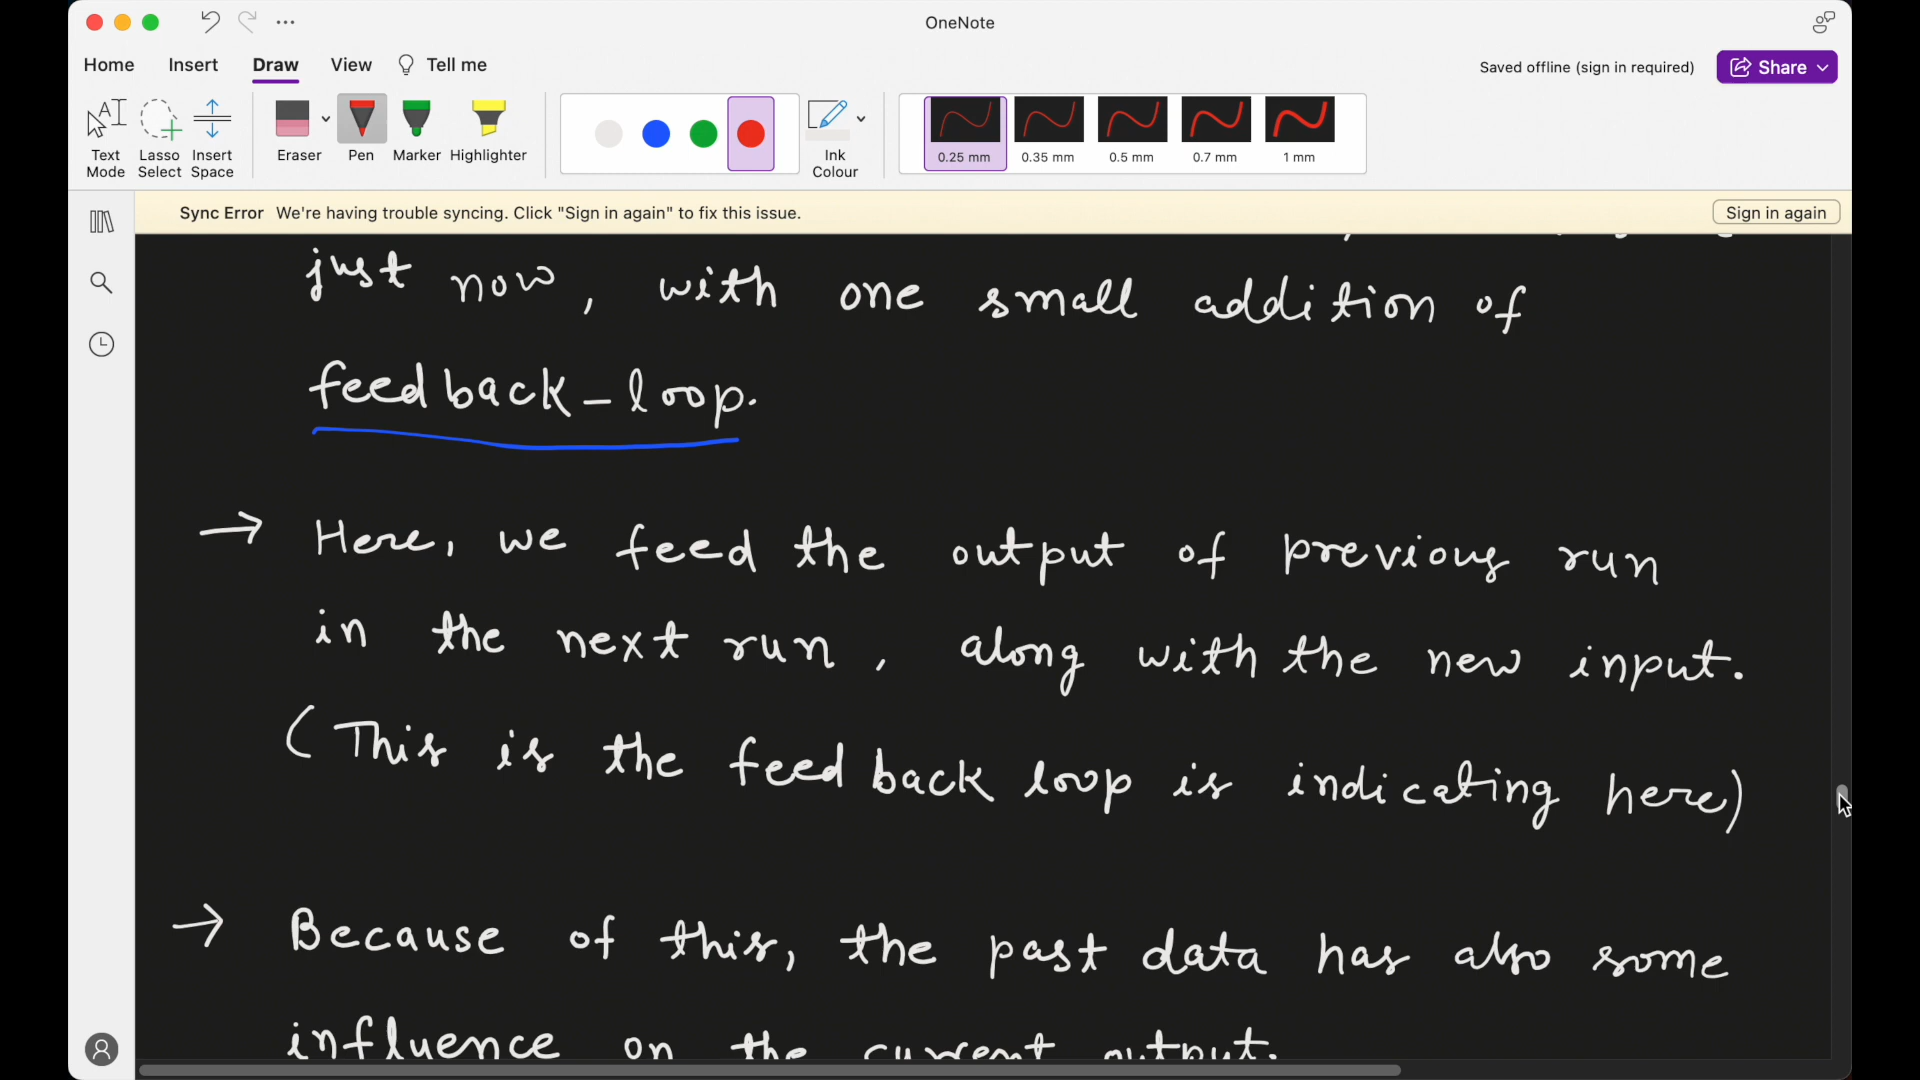 OneNote
Home Insert Draw View Tell me
Saved offline (sign in required) Share
Text Mode
Lasso Select
Insert Space
Eraser
Pen
Marker
Highlighter
Ink Colour
0.25 mm
0.35 mm
0.5 mm
0.7 mm
1 mm
Sync Error We're having trouble syncing. Click "Sign in again" to fix this issue. Sign in again
just now, with one small addition of
feedback-loop.
→ Here, we feed the output of previous run
in the next run, along with the new input.
(This is the feedback loop is indicating here)
→ Because of this, the past data has also some
influence on the current output.